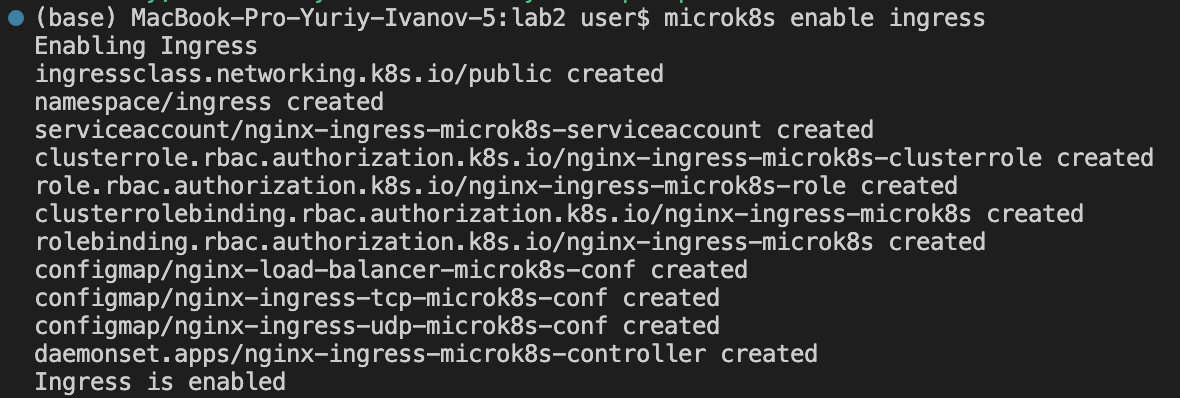 (base) MacBook-Pro-Yuriy-Ivanov-5:lab2 user$ microk8s enable ingress
Enabling Ingress
ingressclass.networking.k8s.io/public created
namespace/ingress created
serviceaccount/nginx-ingress-microk8s-serviceaccount created
clusterrole.rbac.authorization.k8s.io/nginx-ingress-microk8s-clusterrole created
role.rbac.authorization.k8s.io/nginx-ingress-microk8s-role created
clusterrolebinding.rbac.authorization.k8s.io/nginx-ingress-microk8s created
rolebinding.rbac.authorization.k8s.io/nginx-ingress-microk8s created
configmap/nginx-load-balancer-microk8s-conf created
configmap/nginx-ingress-tcp-microk8s-conf created
configmap/nginx-ingress-udp-microk8s-conf created
daemonset.apps/nginx-ingress-microk8s-controller created
Ingress is enabled